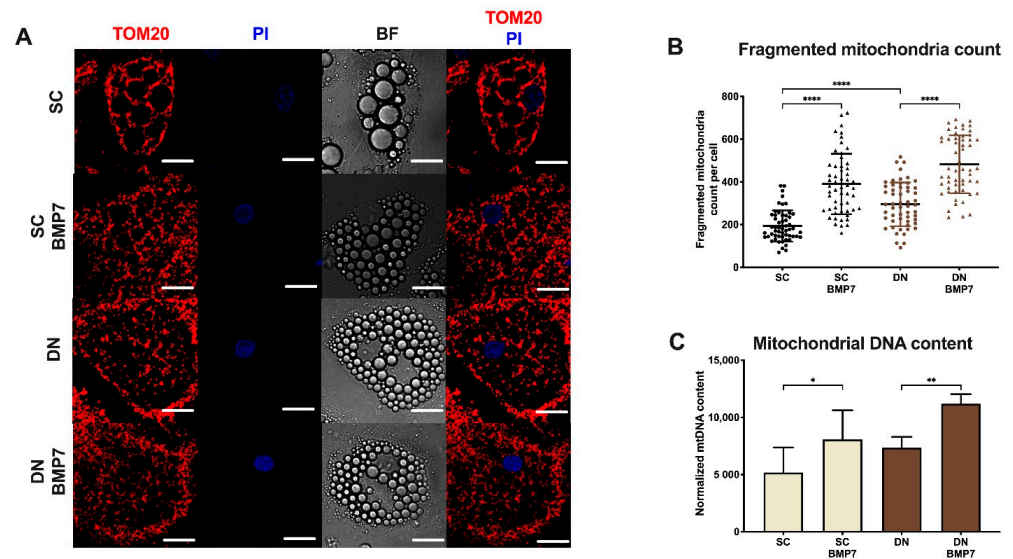 A
TOM20
PI
BF
TOM20
PI
SC
SC
BMP7
DN
DN
BMP7
B
Fragmented mitochondria count
Fragmented mitochondria
count per cell
800
600
400
200
0
****
****
****
SC
SC
BMP7
DN
DN
BMP7
C
Mitochondrial DNA content
Normalized mtDNA content
15,000
10,000
5 000
0
*
**
SC
SC
BMP7
DN
DN
BMP7